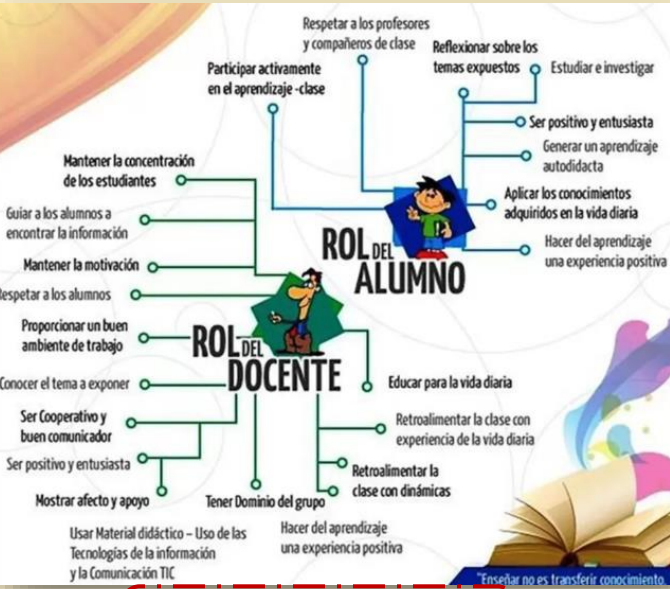 Respetar a los profesores
y compañeros de clase
Participar activamente
en el aprendizaje -clase
Reflexionar sobre los
temas expuestos
Estudiar e investigar
Ser positivo y entusiasta
Generar un aprendizaje
autodidacta
Aplicar los conocimientos
adquiridos en la vida diaria
Hacer del aprendizaje
una experiencia positiva
ROL DEL
ALUMNO
Mantener la concentración
de los estudiantes
Guiar a los alumnos a
encontrar la información
Mantener la motivación
Respetar a los alumnos
Proporcionar un buen
ambiente de trabajo
Conocer el tema a exponer
Ser Cooperativo y
buen comunicador
Ser positivo y entusiasta
Mostrar afecto y apoyo
ROL DEL
DOCENTE
Tener Dominio del grupo
Educar para la vida diaria
Retroalimentar la clase con
experiencia de la vida diaria
Retroalimentar la
clase con dinámicas
Usar Material didáctico – Uso de las
Tecnologías de la información
y la Comunicación TIC
Hacer del aprendizaje
una experiencia positiva
"Enseñar no es transferir conocimiento,